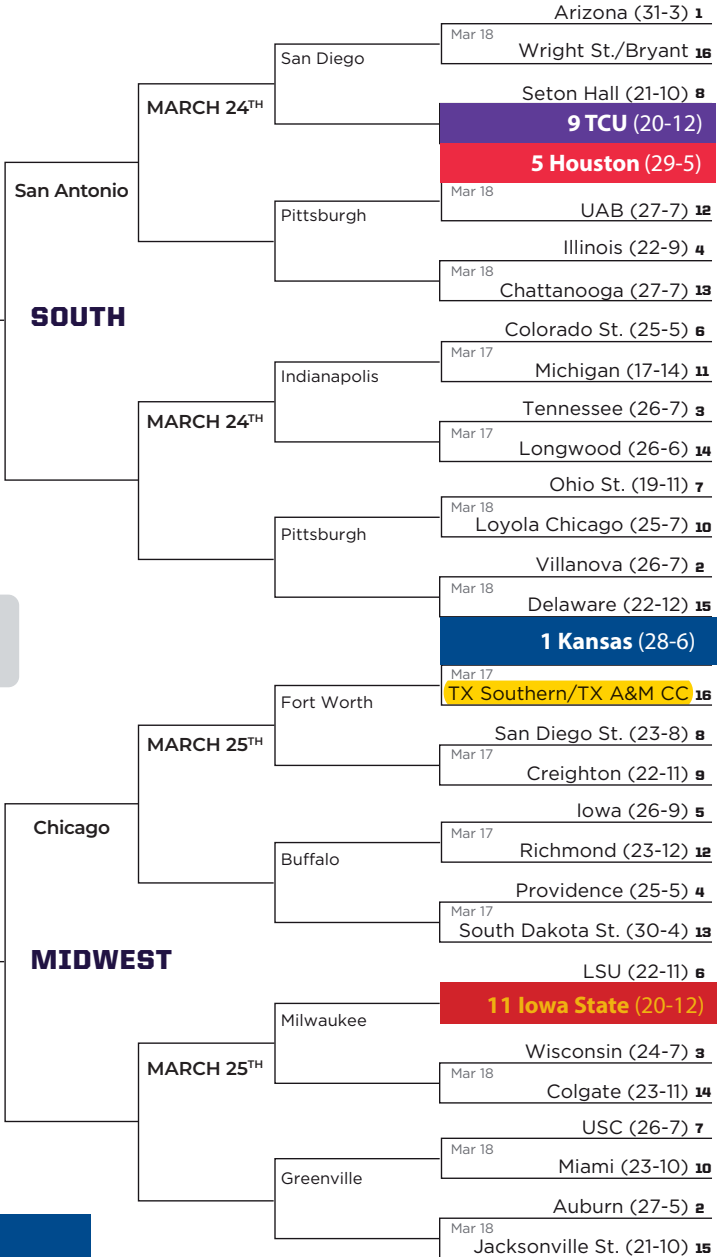 Arizona (31-3) 1
Mar 18
Wright St./Bryant 16
San Diego
Seton Hall (21-10) 8
MARCH 24TH
9 TCU (20-12)
5 Houston (29-5)
San Antonio
Mar 18
UAB (27-7) 12
Pittsburgh
Illinois (22-9) 4
Mar 18
Chattanooga (27-7) 13
SOUTH
Colorado St. (25-5) 6
Mar 17
Michigan (17-14) 11
Indianapolis
Tennessee (26-7) 3
MARCH 24TH
Mar 17
Longwood (26-6) 14
Ohio St. (19-11) 7
Mar 18
Loyola Chicago (25-7) 10
Pittsburgh
Villanova (26-7) 2
Mar 18
Delaware (22-12) 15
1 Kansas (28-6)
Mar 17
TX Southern/TX A&M CC 16
Fort Worth
San Diego St. (23-8) 8
MARCH 25TH
Mar 17
Creighton (22-11) 9
Iowa (26-9) 5
Chicago
Mar 17
Richmond (23-12) 12
Buffalo
Providence (25-5) 4
Mar 17
South Dakota St. (30-4) 13
MIDWEST
LSU (22-11) 6
11 Iowa State (20-12)
Milwaukee
Wisconsin (24-7) 3
MARCH 25TH
Mar 18
Colgate (23-11) 14
USC (26-7) 7
Mar 18
Miami (23-10) 10
Greenville
Auburn (27-5) 2
Mar 18
Jacksonville St. (21-10) 15